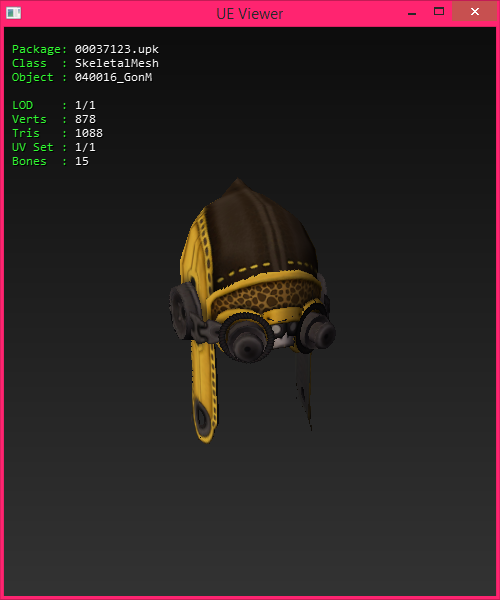 UE Viewer
Package: 00037123.upk
Class : SkeletalMesh
Object : 040016_GonM
LOD : 1/1
Verts : 878
Tris : 1088
UV Set : 1/1
Bones : 15